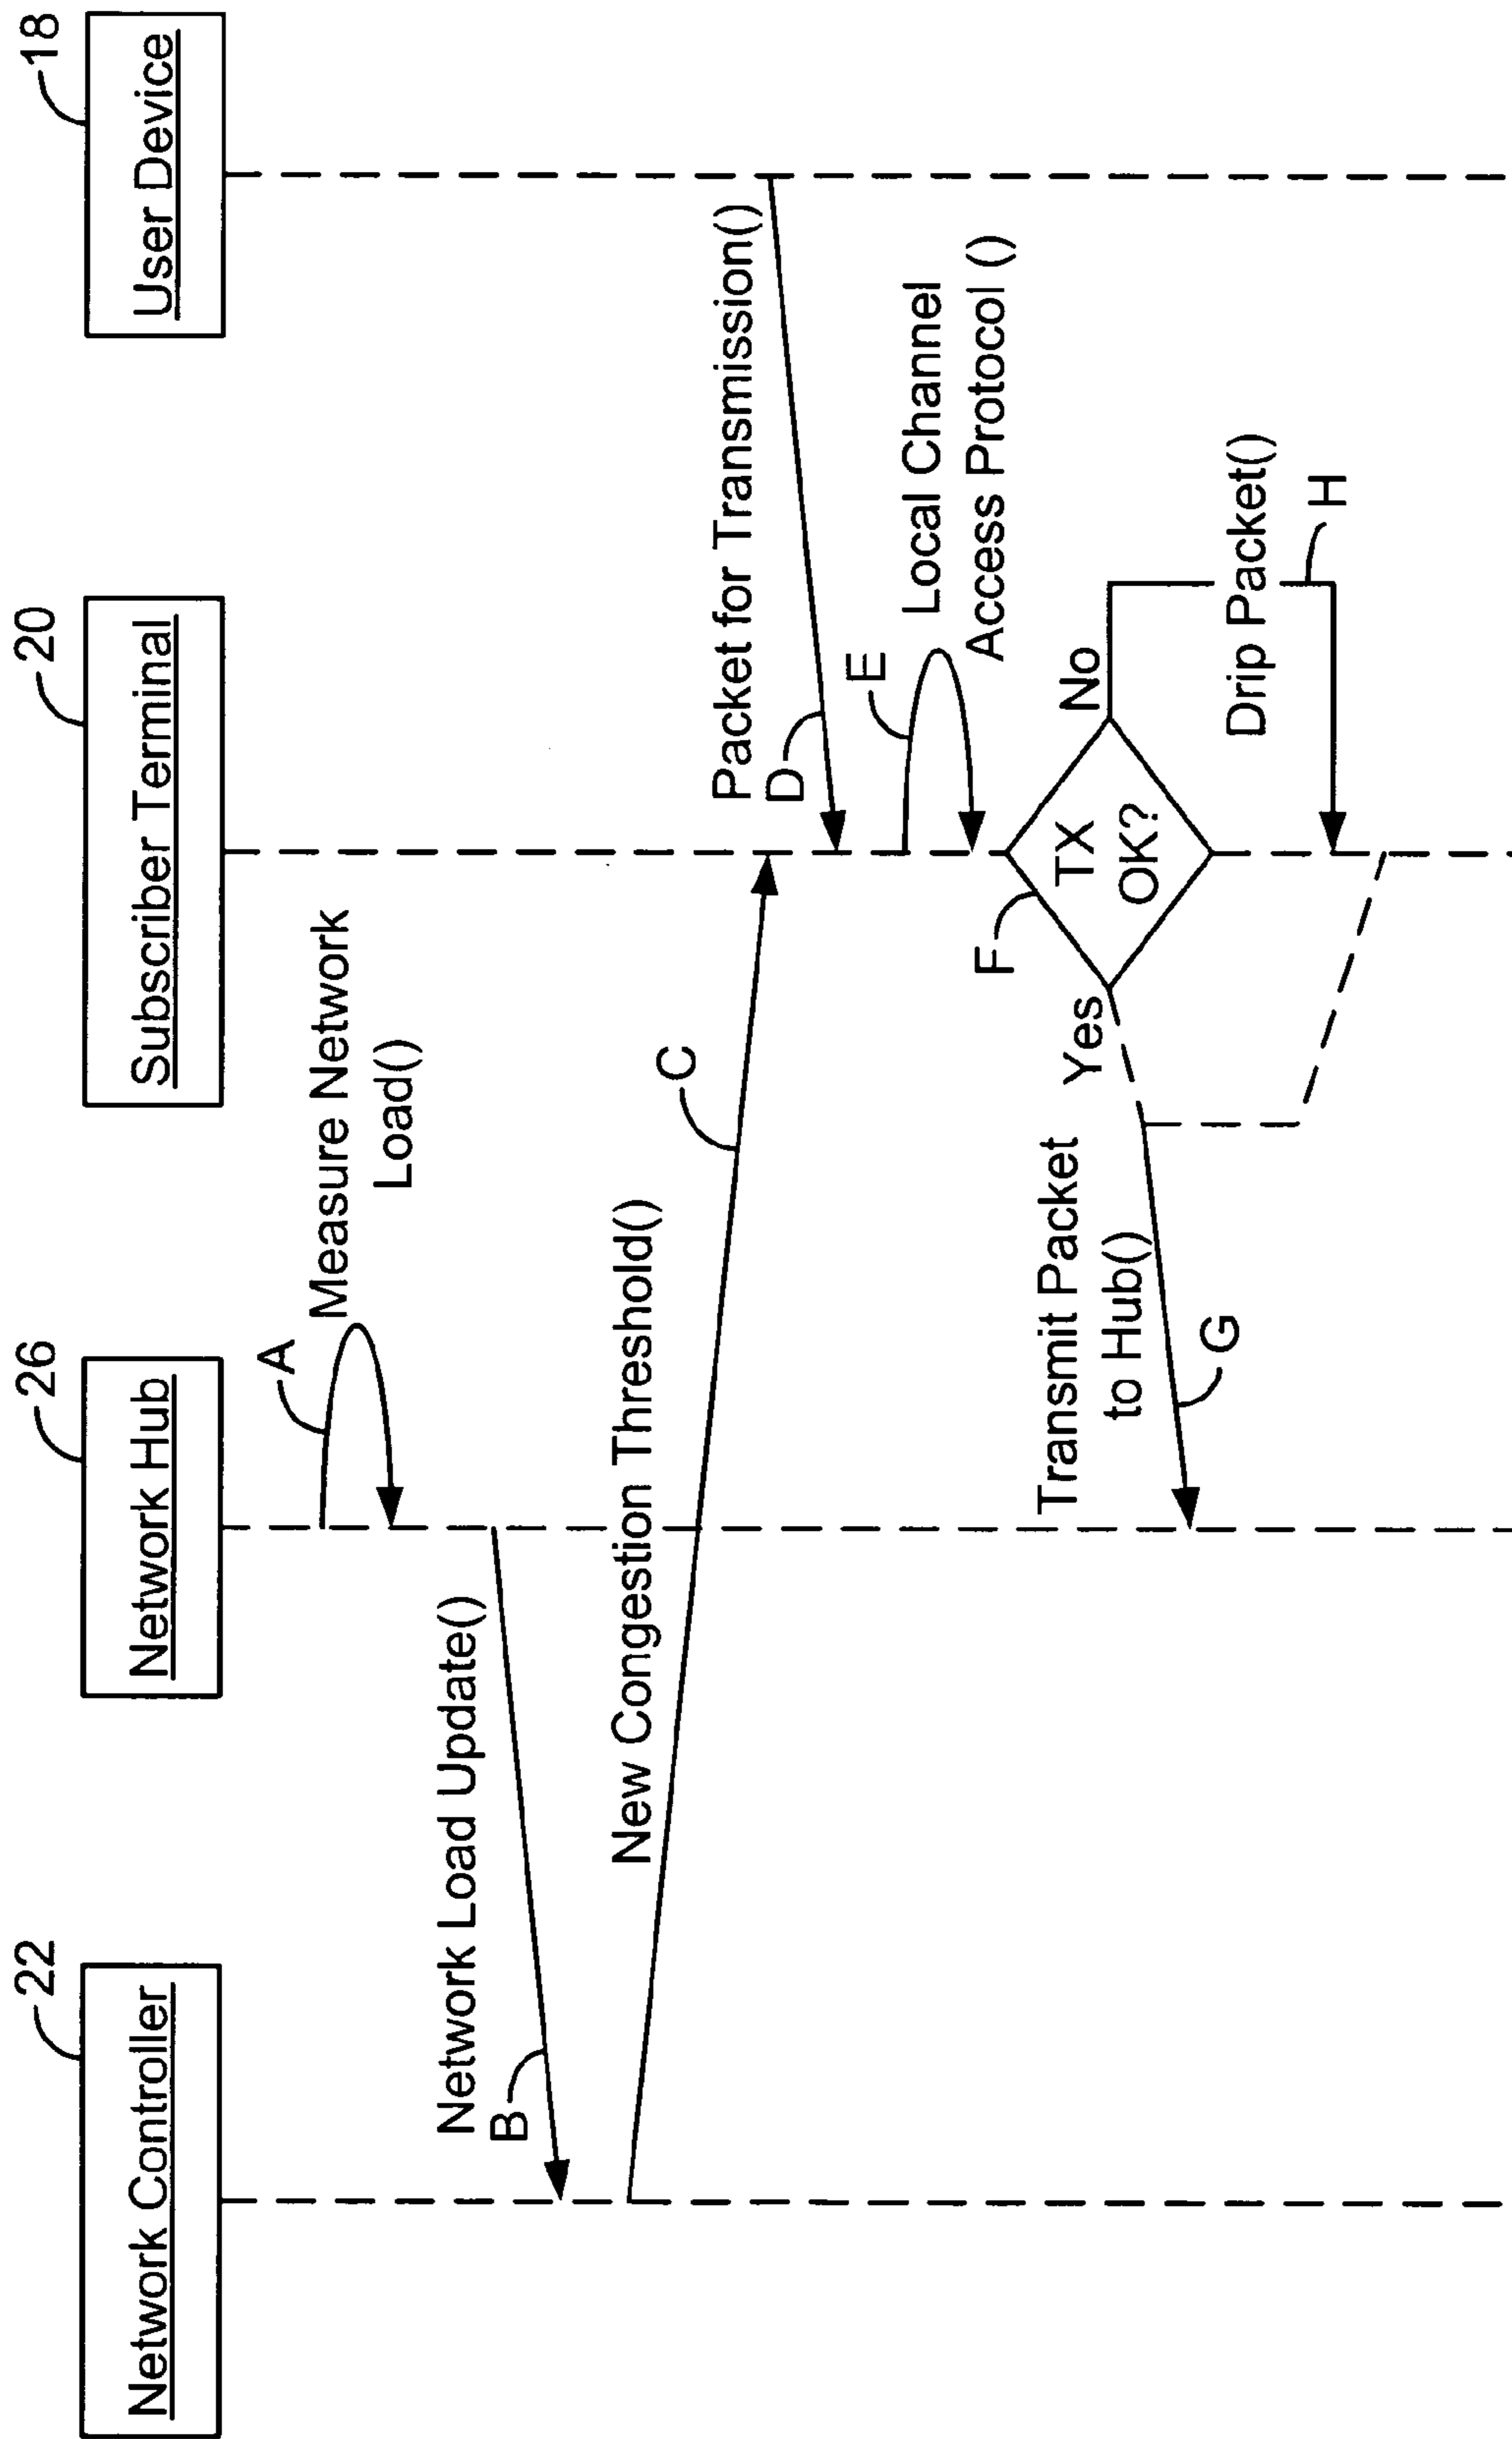 22
Network Controller
26
Network Hub
20
Subscriber Terminal
18
User Device
A
Measure Network
Load()
Network Load Update()
B
New Congestion Threshold()
C
Packet for Transmission()
D
E
Local Channel
Access Protocol ()
F
TX
OK?
Yes
No
Transmit Packet
to Hub()
G
Drip Packet()
H